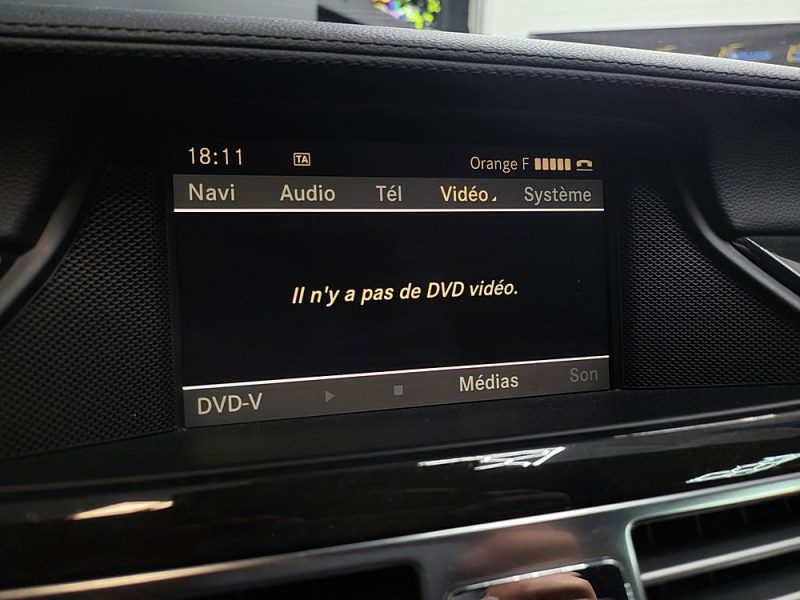 18:11 TA Orange F
Navi Audio Tél Vidéo Système
Il n'y a pas de DVD vidéo.
DVD-V Médias Son